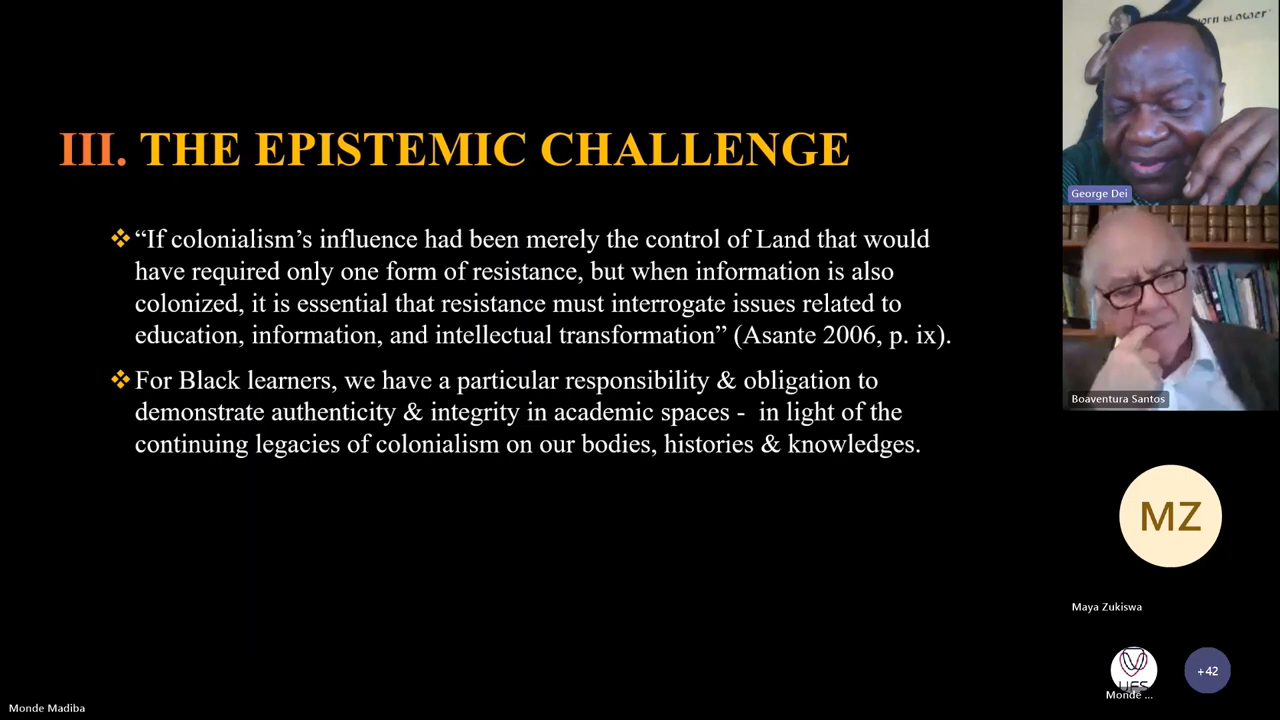 III. THE EPISTEMIC CHALLENGE
“If colonialism’s influence had been merely the control of Land that would
have required only one form of resistance, but when information is also
colonized, it is essential that resistance must interrogate issues related to
education, information, and intellectual transformation” (Asante 2006, p. ix).
For Black learners, we have a particular responsibility & obligation to
demonstrate authenticity & integrity in academic spaces - in light of the
continuing legacies of colonialism on our bodies, histories & knowledges.
George Dei
Boaventura Santos
MZ
Maya Zukiswa
UFS
+42
Monde ...
Monde Madiba